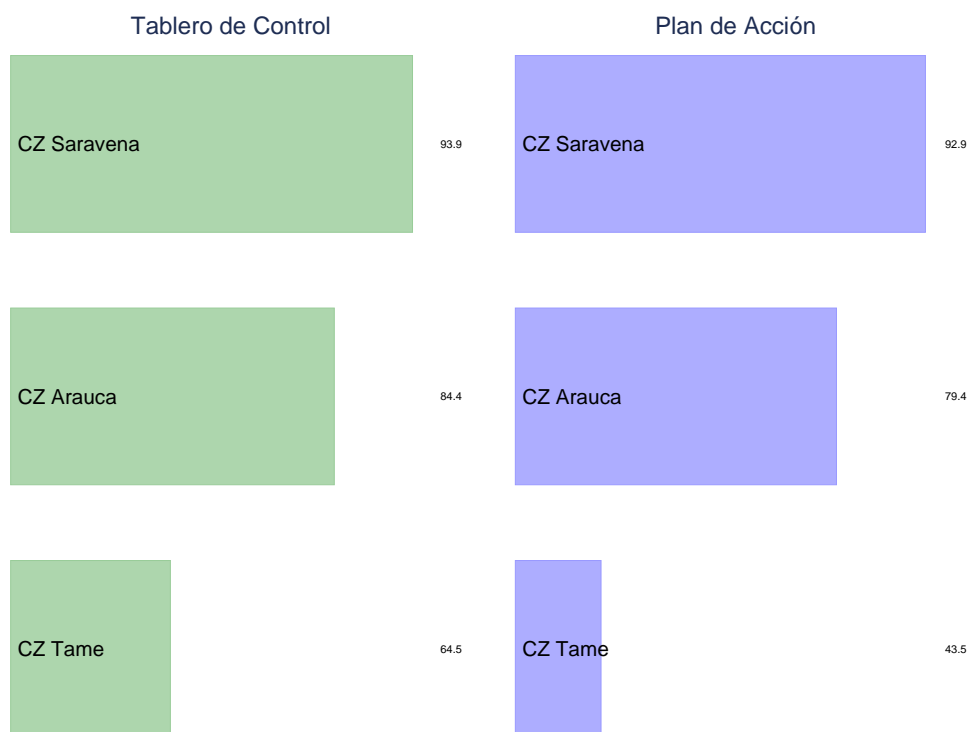 Tablero de Control
Plan de Acción
CZ Saravena
93.9
CZ Saravena
92.9
CZ Arauca
84.4
CZ Arauca
79.4
CZ Tame
64.5
CZ Tame
43.5